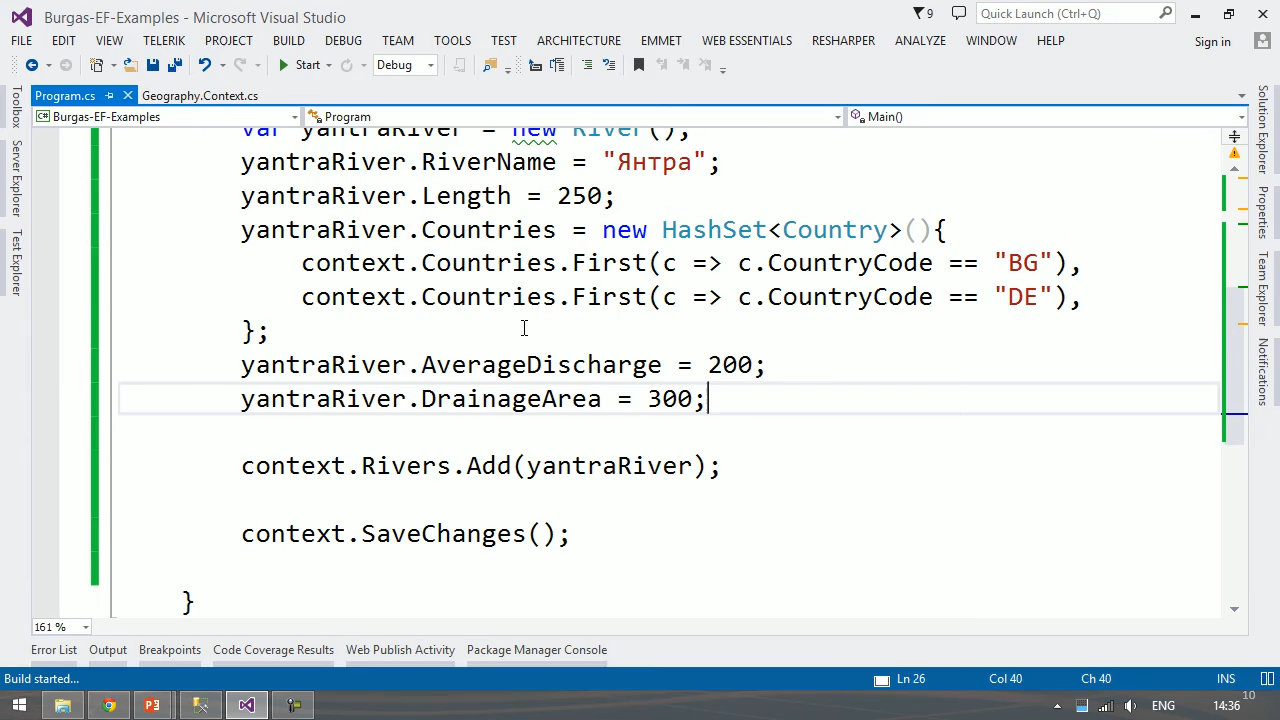 Burgas-EF-Examples - Microsoft Visual Studio
9
Quick Launch (Ctrl+Q)
FILE EDIT VIEW TELERIK PROJECT BUILD DEBUG TEAM TOOLS TEST ARCHITECTURE EMMET WEB ESSENTIALS RESHARPER ANALYZE WINDOW HELP Sign in
Start Debug
Program.cs Geography.Context.cs
Burgas-EF-Examples Program Main()
Toolbox
Server Explorer
Test Explorer
var yantraRiver = new River();
yantraRiver.RiverName = "Янтра";
yantraRiver.Length = 250;
yantraRiver.Countries = new HashSet<Country>(){
context.Countries.First(c => c.CountryCode == "BG"),
context.Countries.First(c => c.CountryCode == "DE"),
};
yantraRiver.AverageDischarge = 200;
yantraRiver.DrainageArea = 300;
context.Rivers.Add(yantraRiver);
context.SaveChanges();
}
Solution Explorer
Properties
Team Explorer
Notifications
161 %
Error List Output Breakpoints Code Coverage Results Web Publish Activity Package Manager Console
Build started... Ln 26 Col 40 Ch 40 INS
ENG 14:36
10